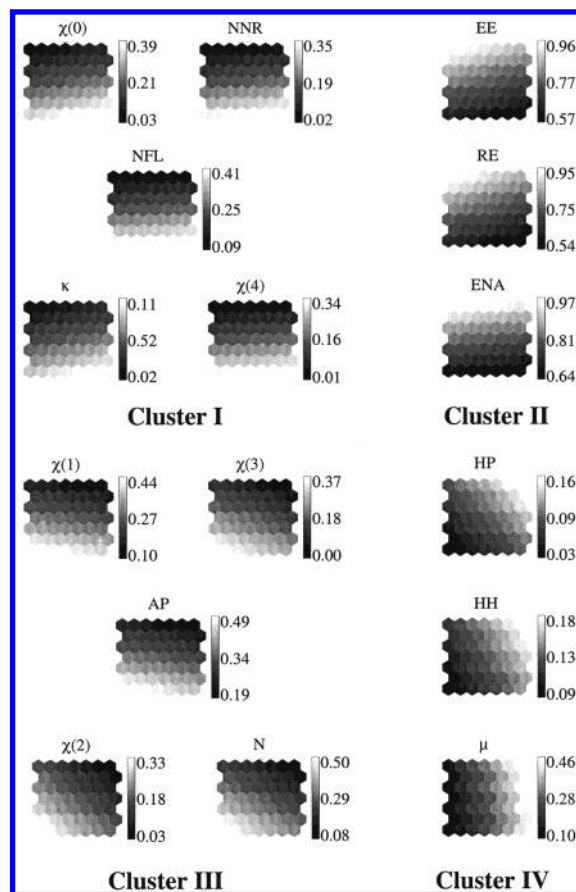 χ(0) NNR EE
0.39 0.35 0.96
0.21 0.19 0.77
0.03 0.02 0.57
NFL RE
0.41 0.95
0.25 0.75
0.09 0.54
κ χ(4) ENA
0.11 0.34 0.97
0.52 0.16 0.81
0.02 0.01 0.64
Cluster I Cluster II
χ(1) χ(3) HP
0.44 0.37 0.16
0.27 0.18 0.09
0.10 0.00 0.03
AP HH
0.49 0.18
0.34 0.13
0.19 0.09
χ(2) N μ
0.33 0.50 0.46
0.18 0.29 0.28
0.03 0.08 0.10
Cluster III Cluster IV